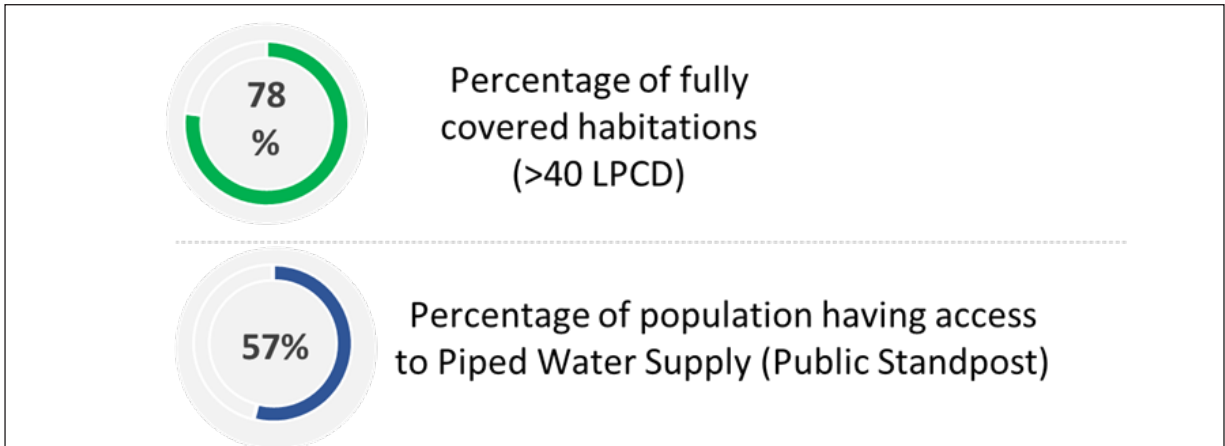 78
%
Percentage of fully
covered habitations
(>40 LPCD)
57%
Percentage of population having access
to Piped Water Supply (Public Standpost)